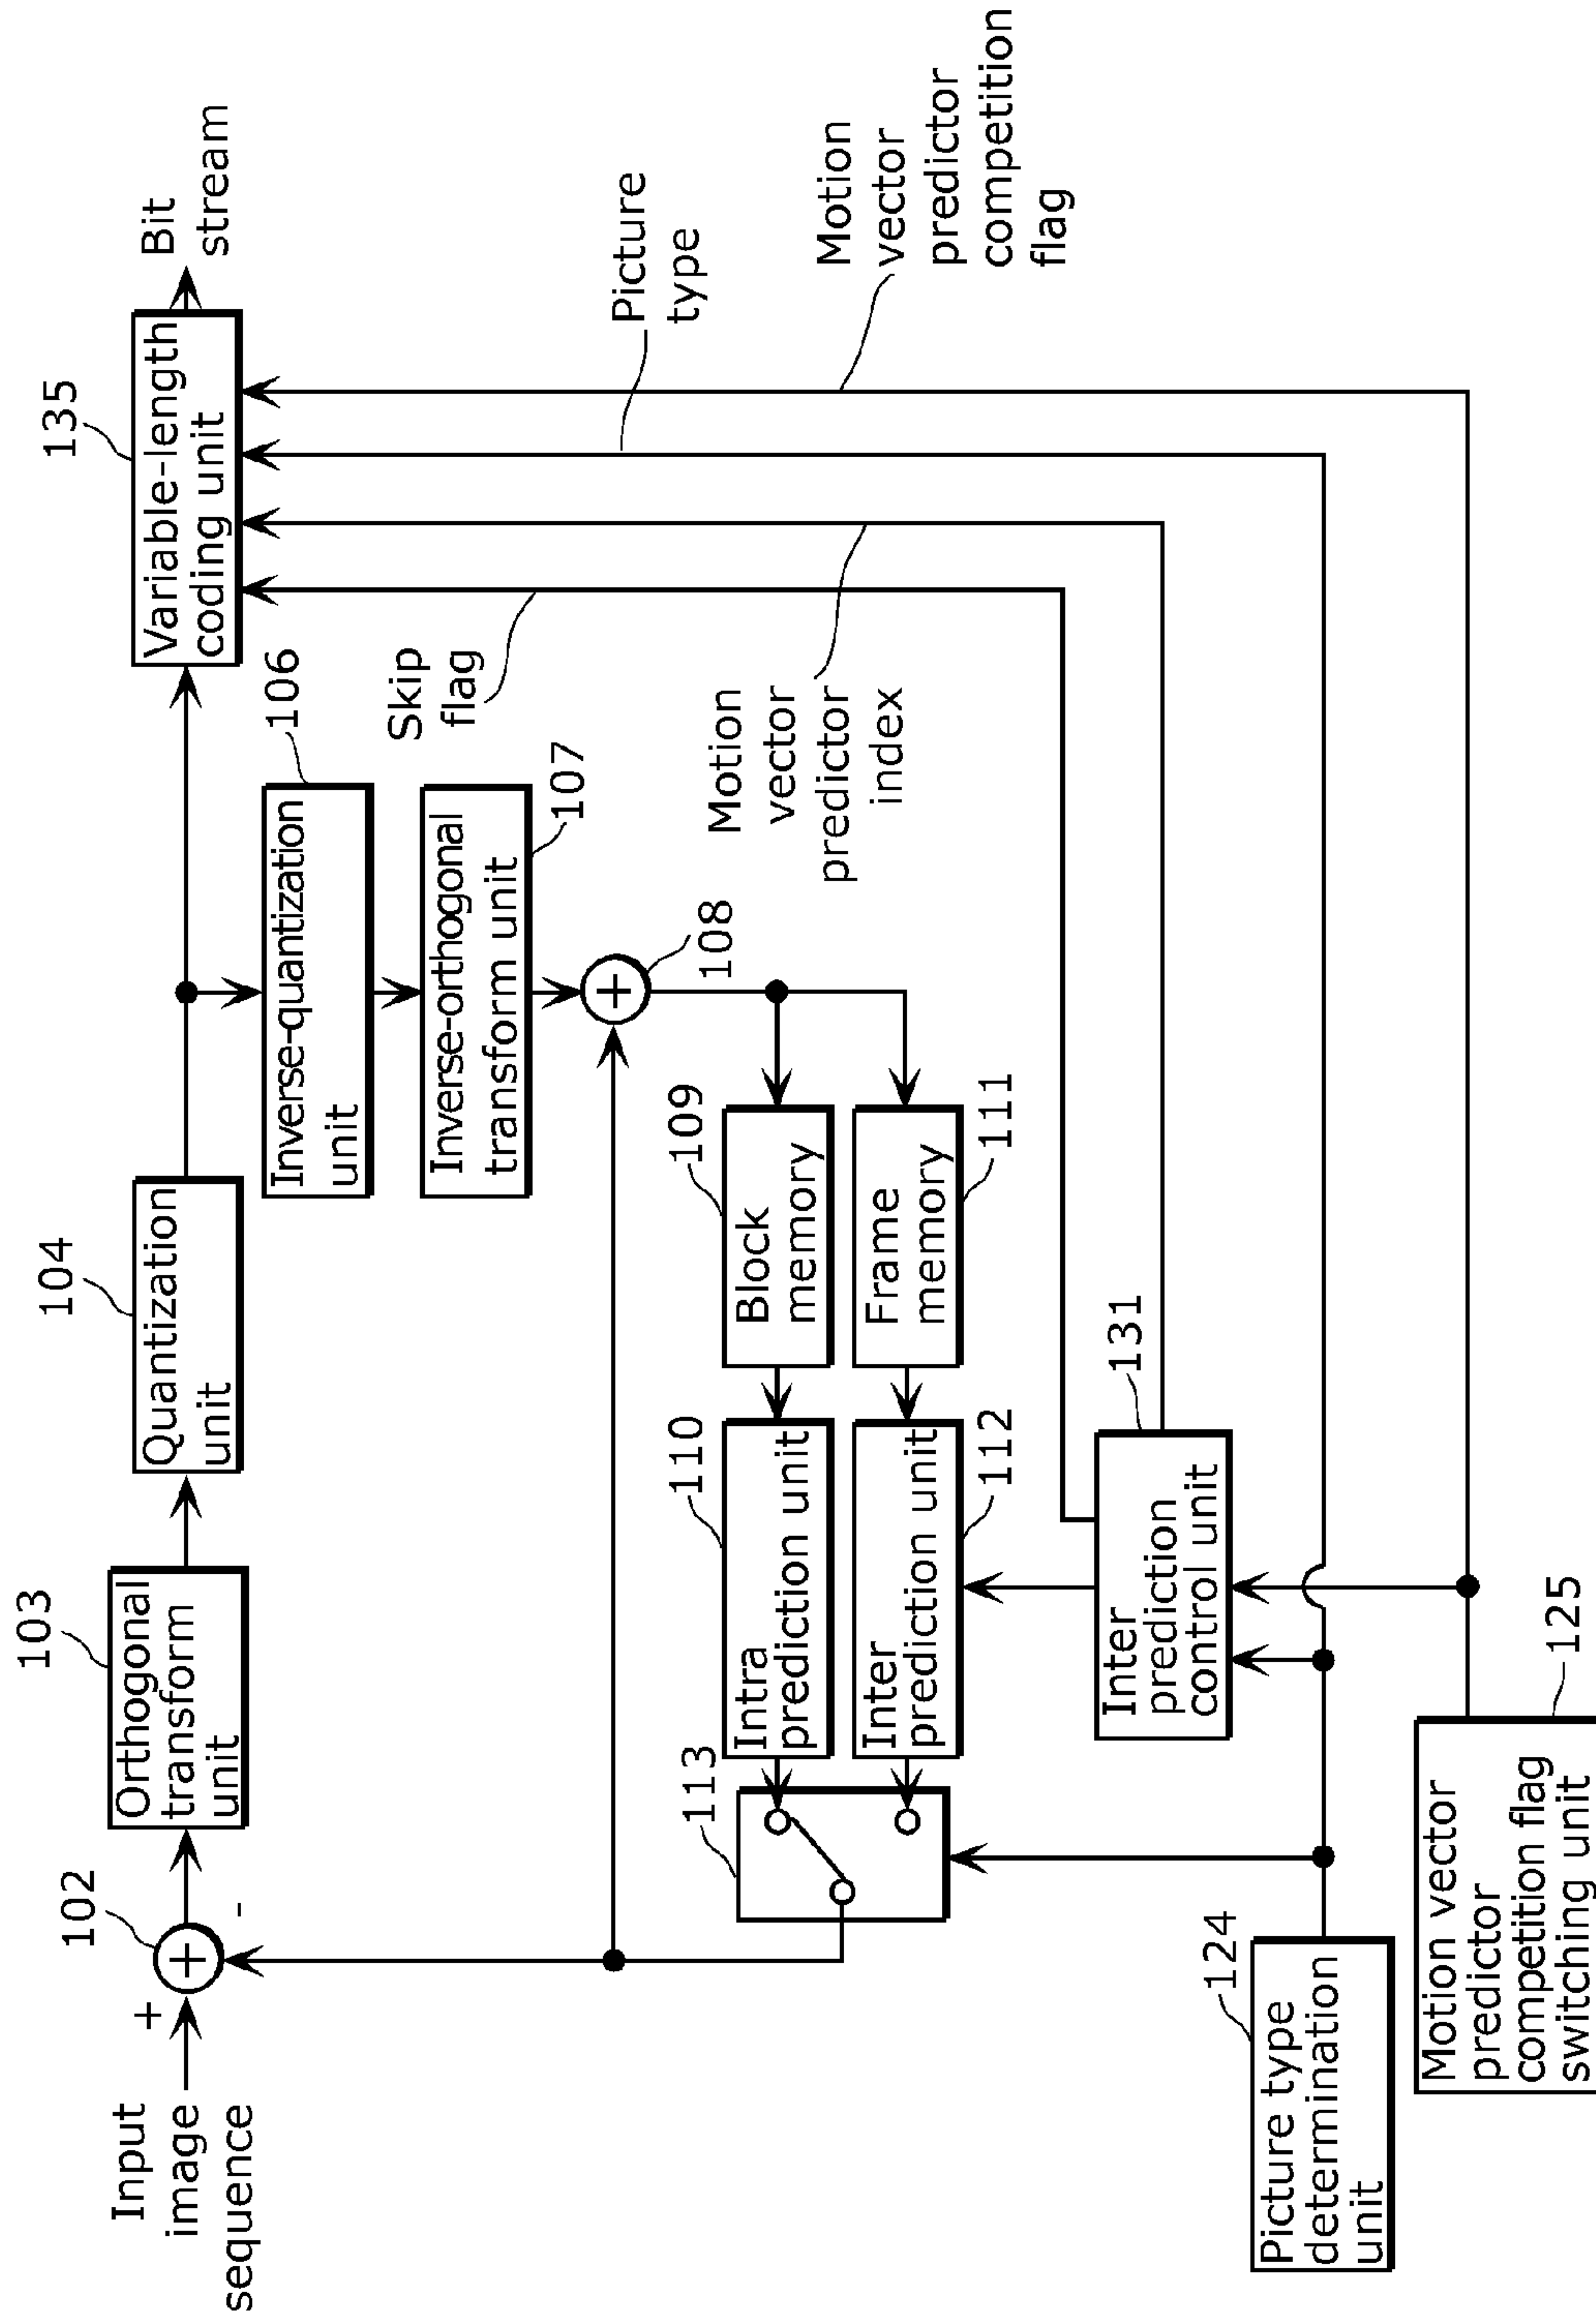 Input
image
sequence
+
-
102
103
Orthogonal
transform
unit
104
Quantization
unit
135
Variable-length
coding unit
Bit
stream
106
Inverse-quantization
unit
107
Inverse-orthogonal
transform unit
+
108
+
Skip
flag
Picture
type
Motion
vector
predictor
index
Motion
vector
predictor
competition
flag
109
Block
memory
111
Frame
memory
110
Intra
prediction unit
112
Inter
prediction unit
113
131
Inter
prediction
control unit
124
Picture type
determination
unit
125
Motion vector
predictor
competition flag
switching unit